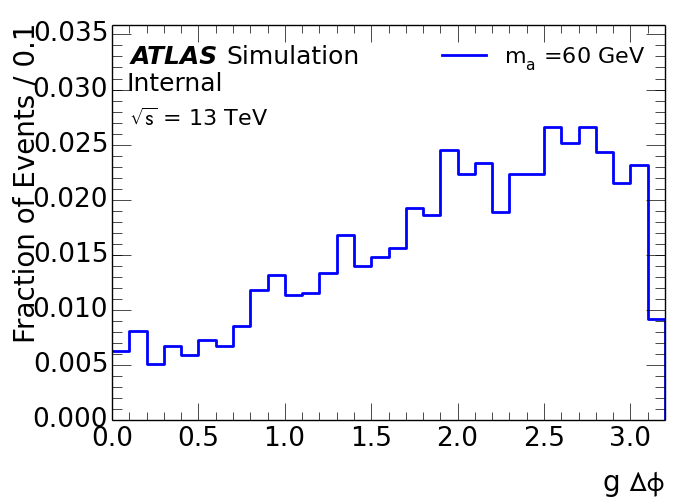 ATLAS Simulation
Internal
√s = 13 TeV
m_a =60 GeV
Fraction of Events / 0.1
0.035
0.030
0.025
0.020
0.015
0.010
0.005
0.000
0.0 0.5 1.0 1.5 2.0 2.5 3.0
g Δϕ